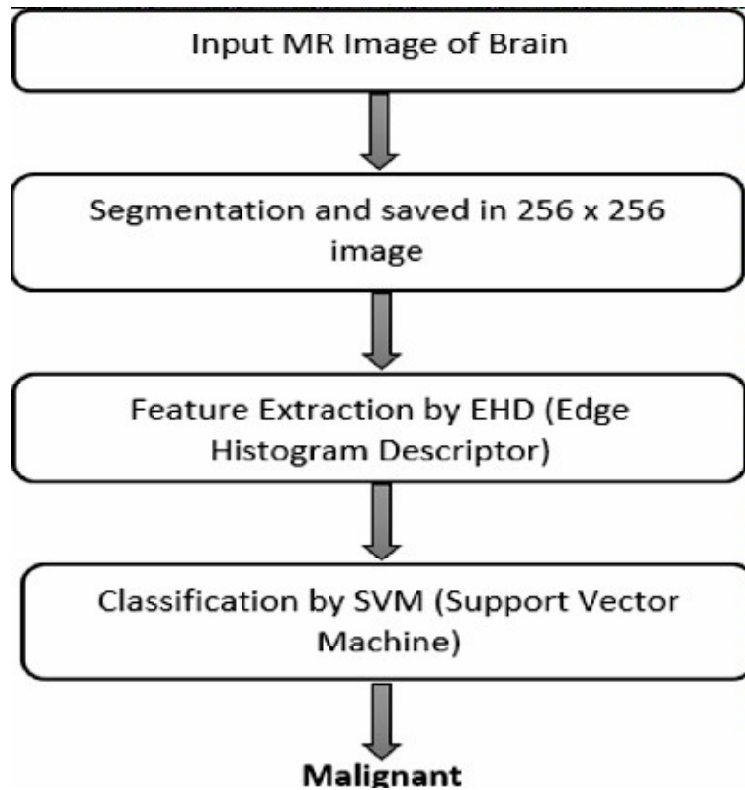 Input MR Image of Brain
Segmentation and saved in 256 x 256
image
Feature Extraction by EHD (Edge
Histogram Descriptor)
Classification by SVM (Support Vector
Machine)
Malignant